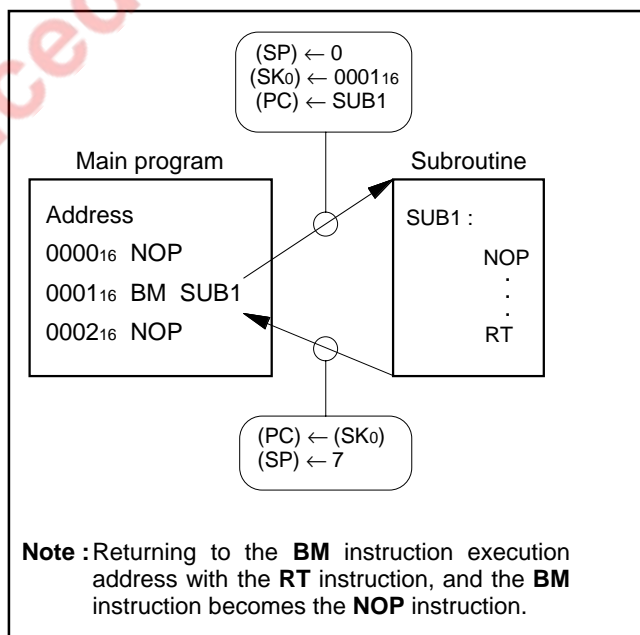 ced
(SP) ← 0
(SK0) ← 000116
(PC) ← SUB1
Main program
Subroutine
Address
000016 NOP
000116 BM SUB1
000216 NOP
SUB1 :
NOP
.
.
.
RT
(PC) ← (SK0)
(SP) ← 7
Note : Returning to the BM instruction execution
address with the RT instruction, and the BM
instruction becomes the NOP instruction.